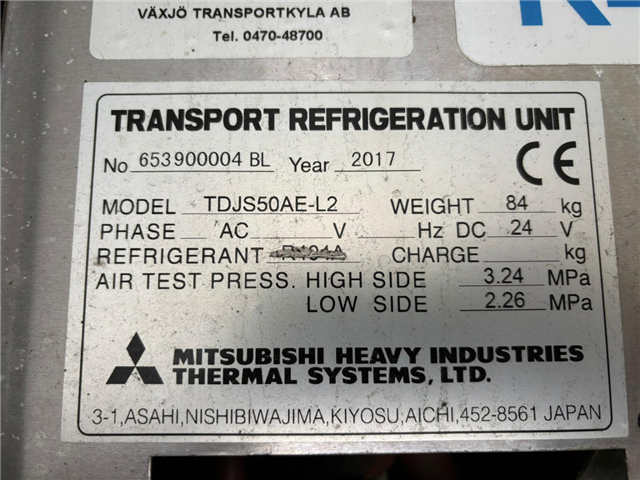 VÄXJÖ TRANSPORTKYLA AB
Tel. 0470-48700
TRANSPORT REFRIGERATION UNIT
No 653900004 BL Year 2017 CE
MODEL TDJS50AE-L2 WEIGHT 84 kg
PHASE AC V Hz DC 24 V
REFRIGERANT CHARGE kg
AIR TEST PRESS. HIGH SIDE 3.24 MPa
LOW SIDE 2.26 MPa
MITSUBISHI HEAVY INDUSTRIES
THERMAL SYSTEMS, LTD.
3-1,ASAHI,NISHIBIWAJIMA,KIYOSU,AICHI,452-8561 JAPAN